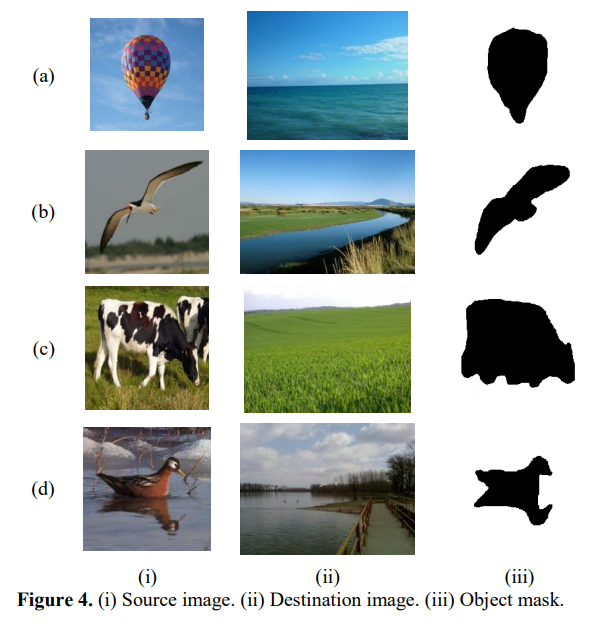 (a)
(b)
(c)
(d)
(i) (ii) (iii)
Figure 4. (i) Source image. (ii) Destination image. (iii) Object mask.